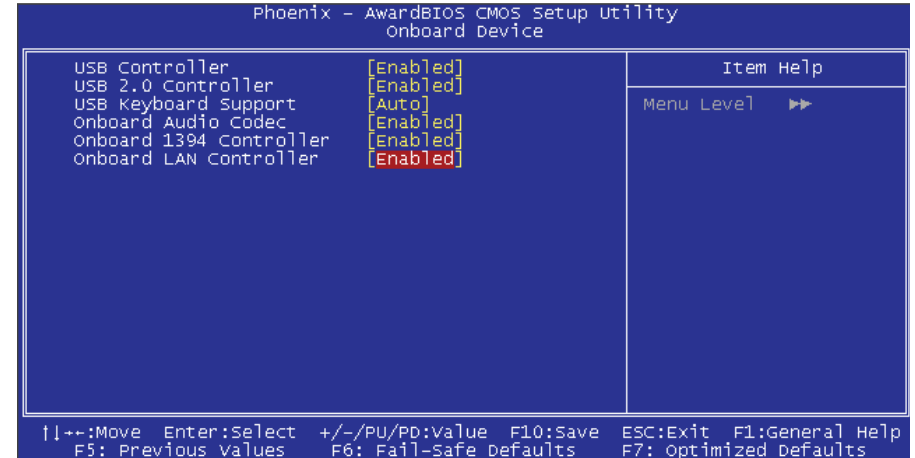 Phoenix – AwardBIOS CMOS Setup Utility
Onboard Device
USB Controller [Enabled]
USB 2.0 Controller [Enabled]
USB Keyboard Support [Auto]
Onboard Audio Codec [Enabled]
Onboard 1394 Controller [Enabled]
Onboard LAN Controller [Enabled]
Item Help
Menu Level ▶▶
↑↓→←:Move Enter:Select +/-/PU/PD:Value F10:Save ESC:Exit F1:General Help
F5: Previous Values F6: Fail-Safe Defaults F7: Optimized Defaults